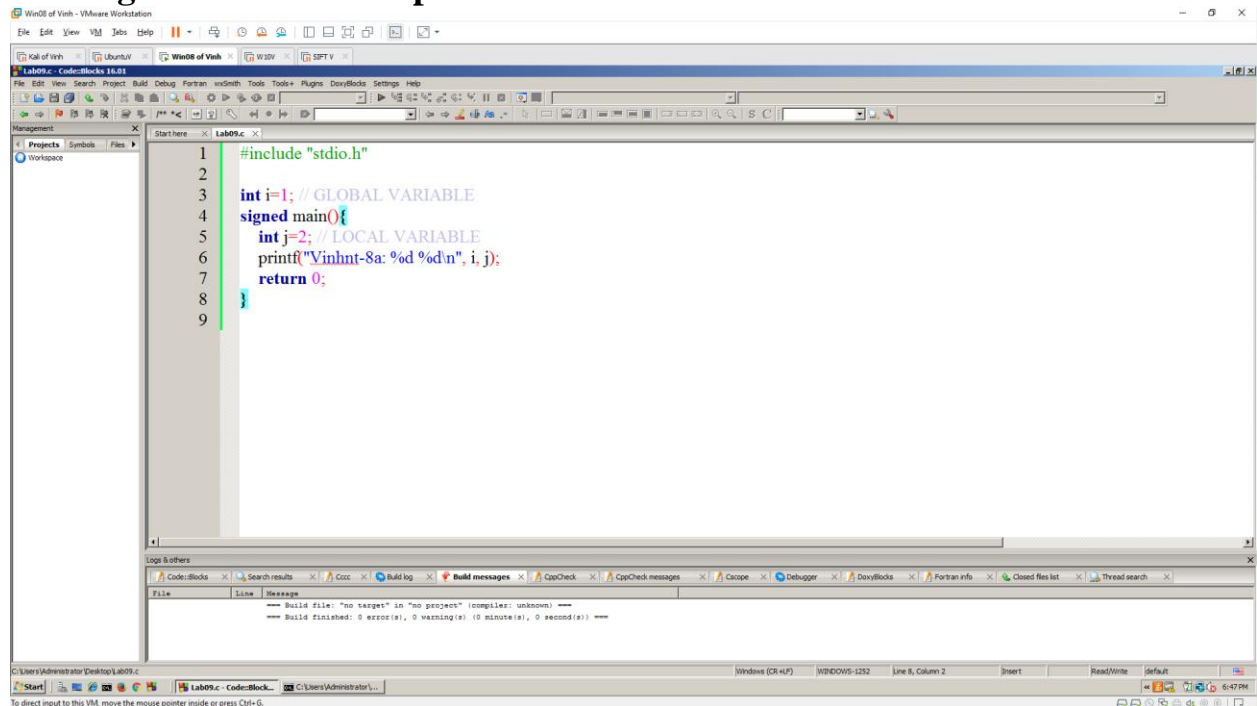 Win08 of Vinh - VMware Workstation
File Edit View VM Tabs Help
Kali of Vinh
UbuntuV
Win08 of Vinh
W10V
SIFT V
Lab09.c - Code::Blocks 16.01
File Edit View Search Project Build Debug Fortran wxSmith Tools Tools+ Plugins DoxyBlocks Settings Help
Management
Projects Symbols Files
Workspace
Start here
Lab09.c
1 #include "stdio.h"
2
3 int i=1; // GLOBAL VARIABLE
4 signed main(){
5 int j=2; // LOCAL VARIABLE
6 printf("Vinhnt-8a: %d %d\n", i, j);
7 return 0;
8 }
9
Logs & others
Code::Blocks Search results Cccc Build log Build messages CppCheck CppCheck messages Cscope Debugger DoxyBlocks Fortran info Closed files list Thread search
File Line Message
=== Build file: "no target" in "no project" (compiler: unknown) ===
=== Build finished: 0 error(s), 0 warning(s) (0 minute(s), 0 second(s)) ===
C:\Users\Administrator\Desktop\Lab09.c Windows (CR+LF) WINDOWS-1252 Line 8, Column 2 Insert Read/Write default
Start Lab09.c - Code::Block... C:\Users\Administrator\... 6:47 PM
To direct input to this VM, move the mouse pointer inside or press Ctrl+G.